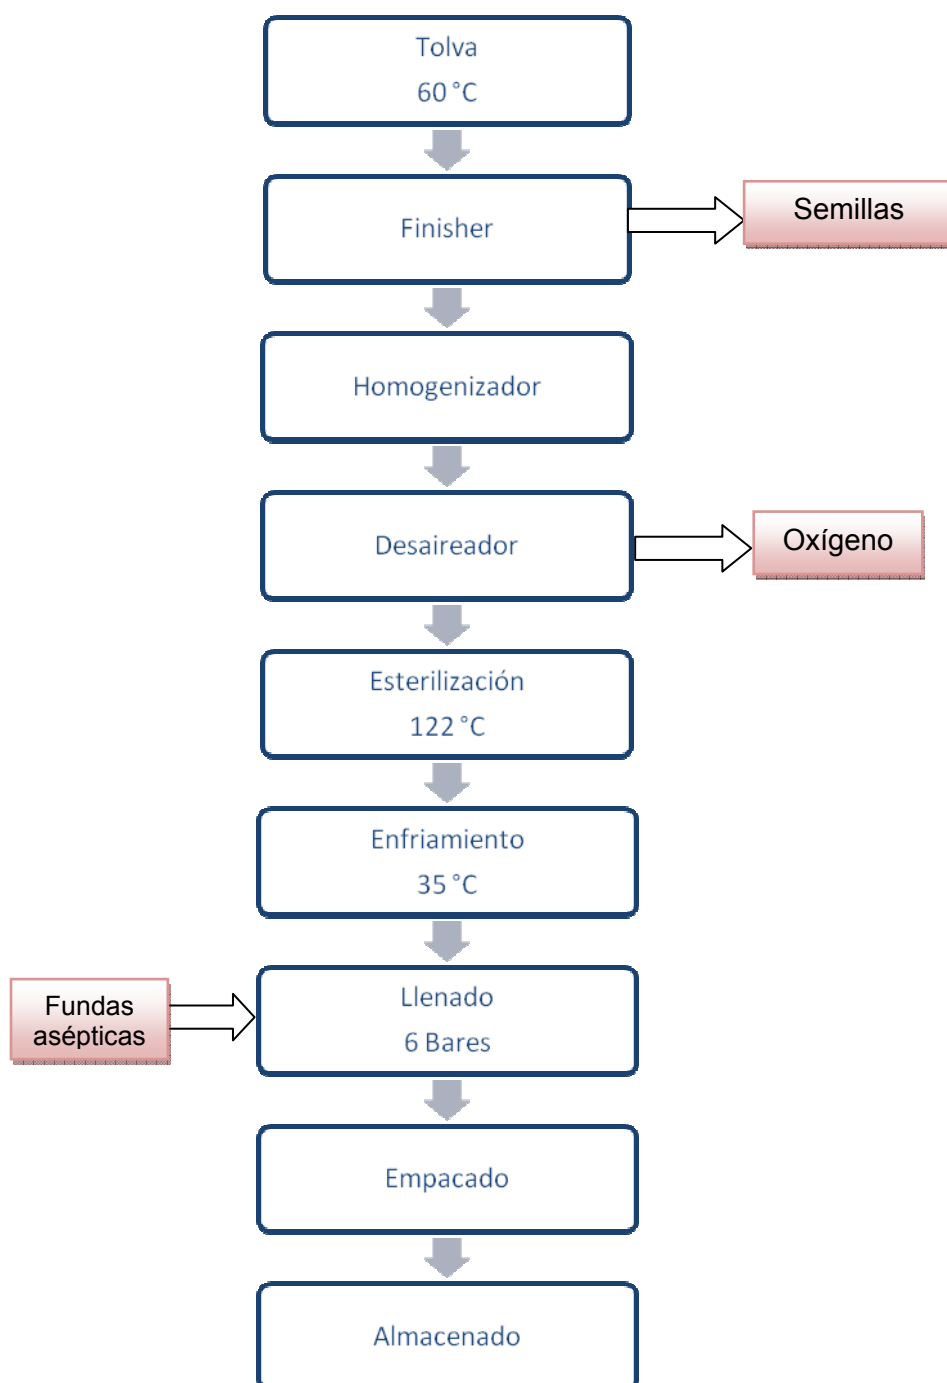 Tolva
60 °C
Finisher
Semillas
Homogenizador
Desaireador
Oxígeno
Esterilización
122 °C
Enfriamiento
35 °C
Fundas
asépticas
Llenado
6 Bares
Empacado
Almacenado